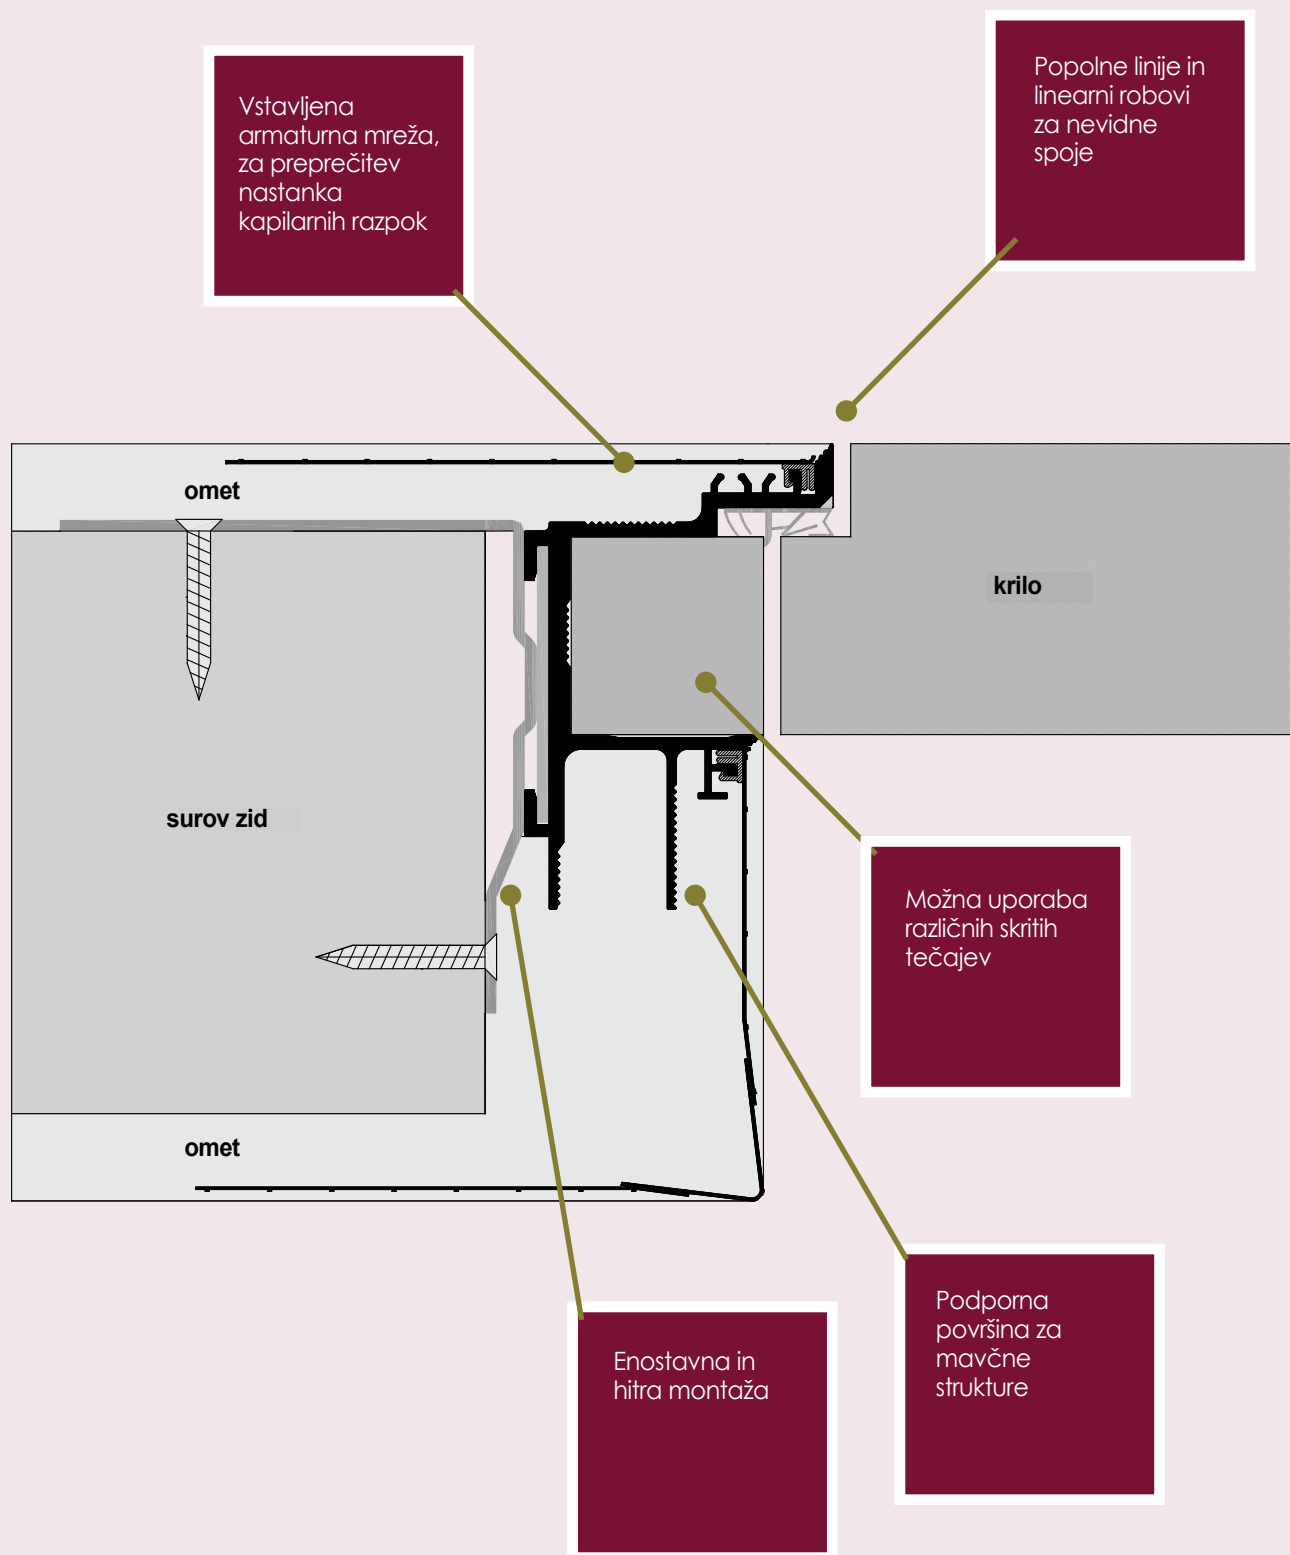 Popolne linije in
linearni robovi
za nevidne
spoje
Vstavljena
armaturna mreža,
za preprečitev
nastanka
kapilarnih razpok
omet
krilo
surov zid
Možna uporaba
različnih skritih
tečajev
omet
Podporna
površina za
mavčne
strukture
Enostavna in
hitra montaža